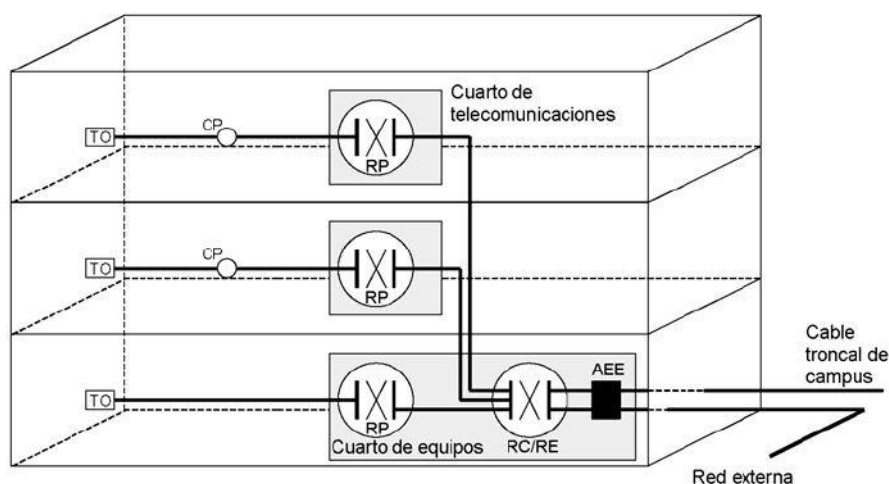 Cuarto de
telecomunicaciones
CP
TO
RP
CP
TO
RP
Cable
troncal de
campus
AEE
TO
RP
Cuarto de equipos
RC/RE
Red externa